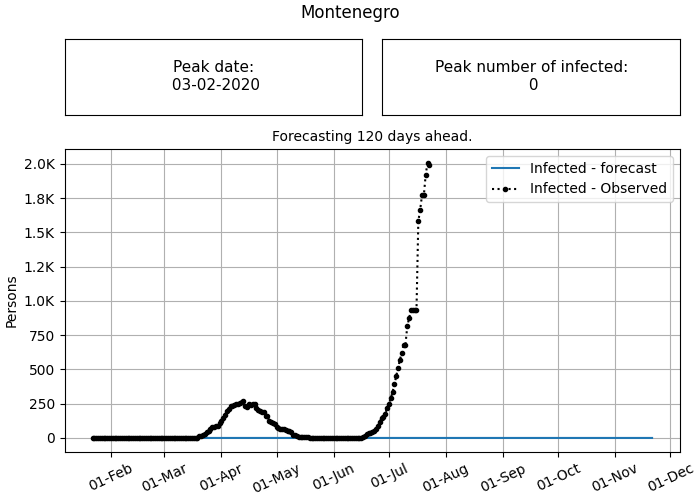 Montenegro
Peak date:
03-02-2020
Peak number of infected:
0
Forecasting 120 days ahead.
Infected - forecast
Infected - Observed
Persons
2.0K
1.8K
1.5K
1.2K
1.0K
750
500
250
0
01-Feb
01-Mar
01-Apr
01-May
01-Jun
01-Jul
01-Aug
01-Sep
01-Oct
01-Nov
01-Dec